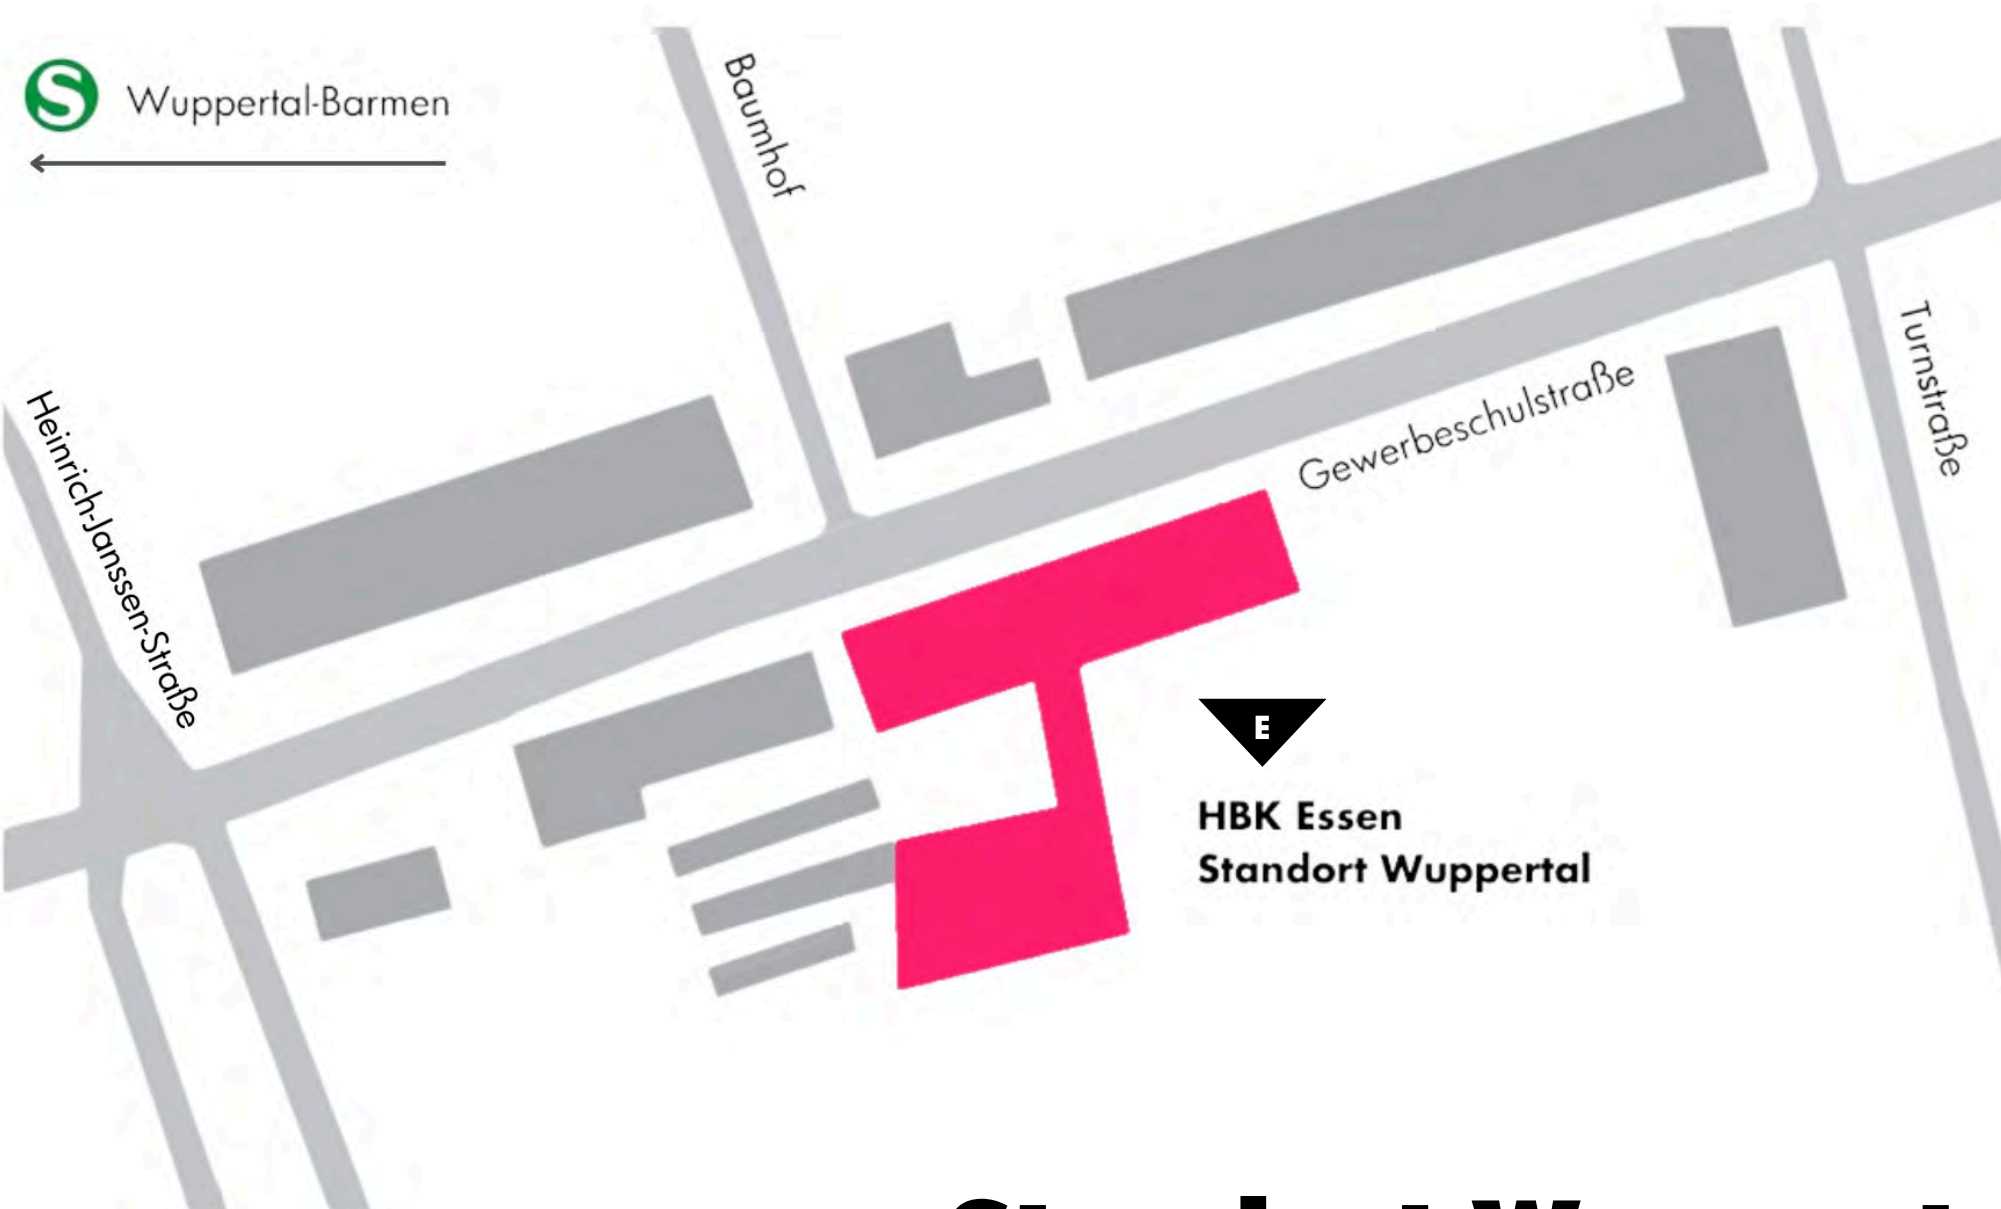 S Wuppertal-Barmen
Baumhof
Heinrich-Janssen-Straße
Gewerbeschulstraße
Turnstraße
E
HBK Essen
Standort Wuppertal